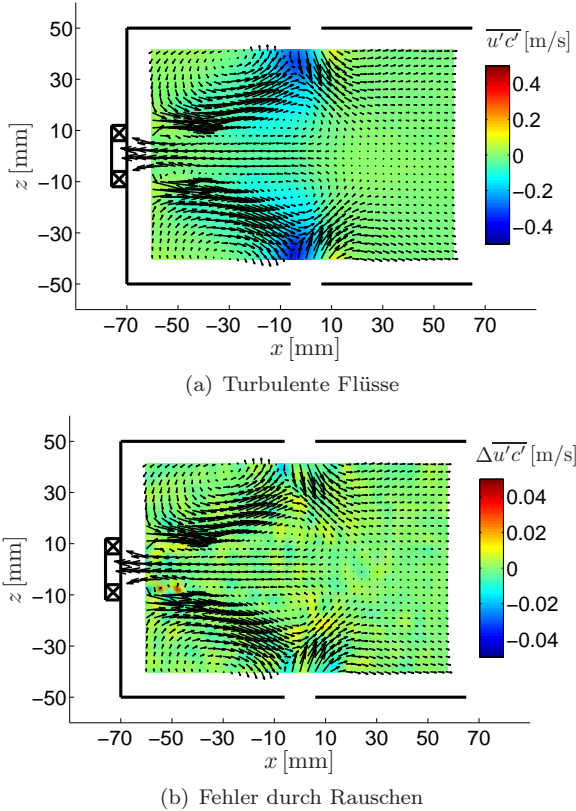 u′c′ [m/s]
50
30
10
−10
−30
−50
z [mm]
0.4
0.2
0
−0.2
−0.4
−70 −50 −30 −10 10 30 50 70
x [mm]
(a) Turbulente Flüsse
Δu′c′ [m/s]
50
30
10
−10
−30
−50
z [mm]
0.04
0.02
0
−0.02
−0.04
−70 −50 −30 −10 10 30 50 70
x [mm]
(b) Fehler durch Rauschen